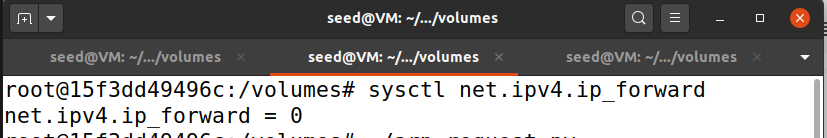 seed@VM: ~/.../volumes
seed@VM: ~/.../volumes
seed@VM: ~/.../volumes
seed@VM: ~/.../volumes
root@15f3dd49496c:/volumes# sysctl net.ipv4.ip_forward
net.ipv4.ip_forward = 0